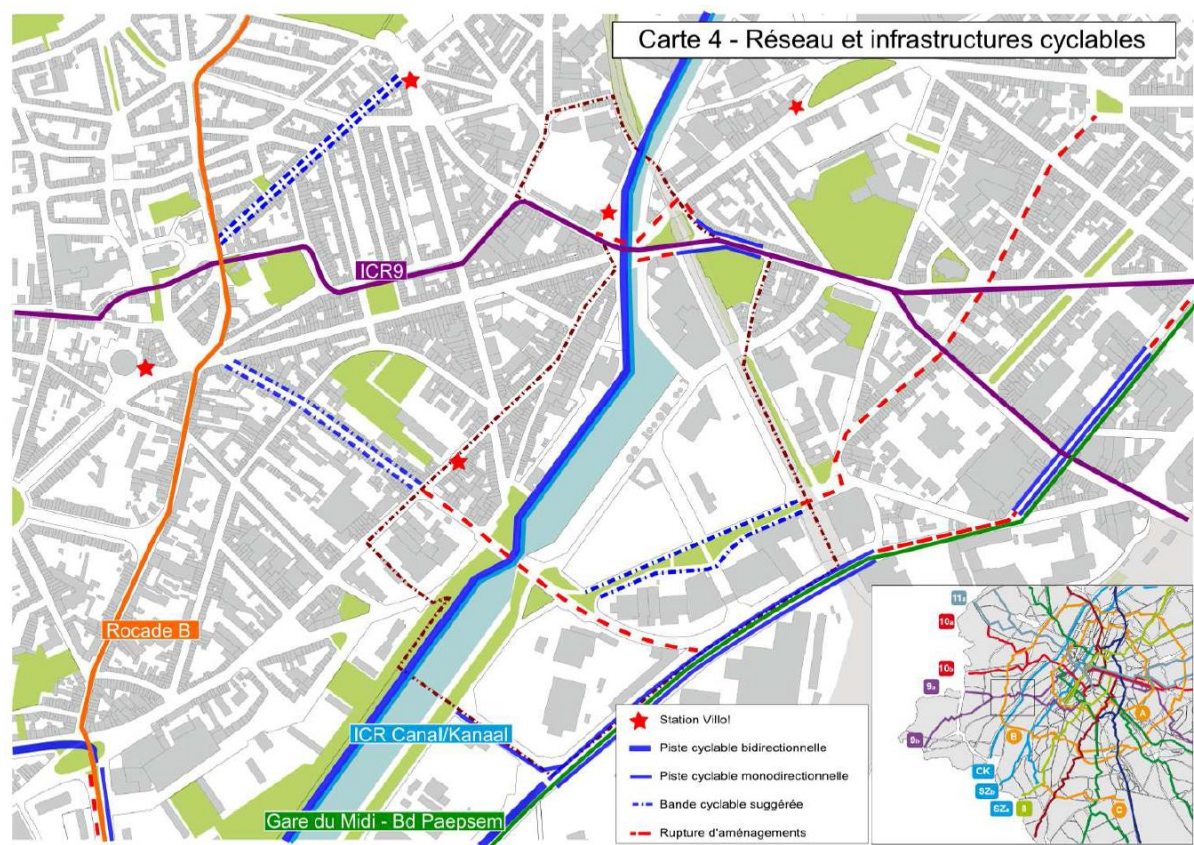 Carte 4 - Réseau et infrastructures cyclables
ICR9
Rocade B
ICR Canal/Kanaal
Gare du Midi - Bd Paepsem
Station Villo!
Piste cyclable bidirectionnelle
Piste cyclable monodirectionnelle
Bande cyclable suggérée
Rupture d'aménagements
11a
10a
10b
9a
9b
A
B
CK
SZb
SZa
8
C